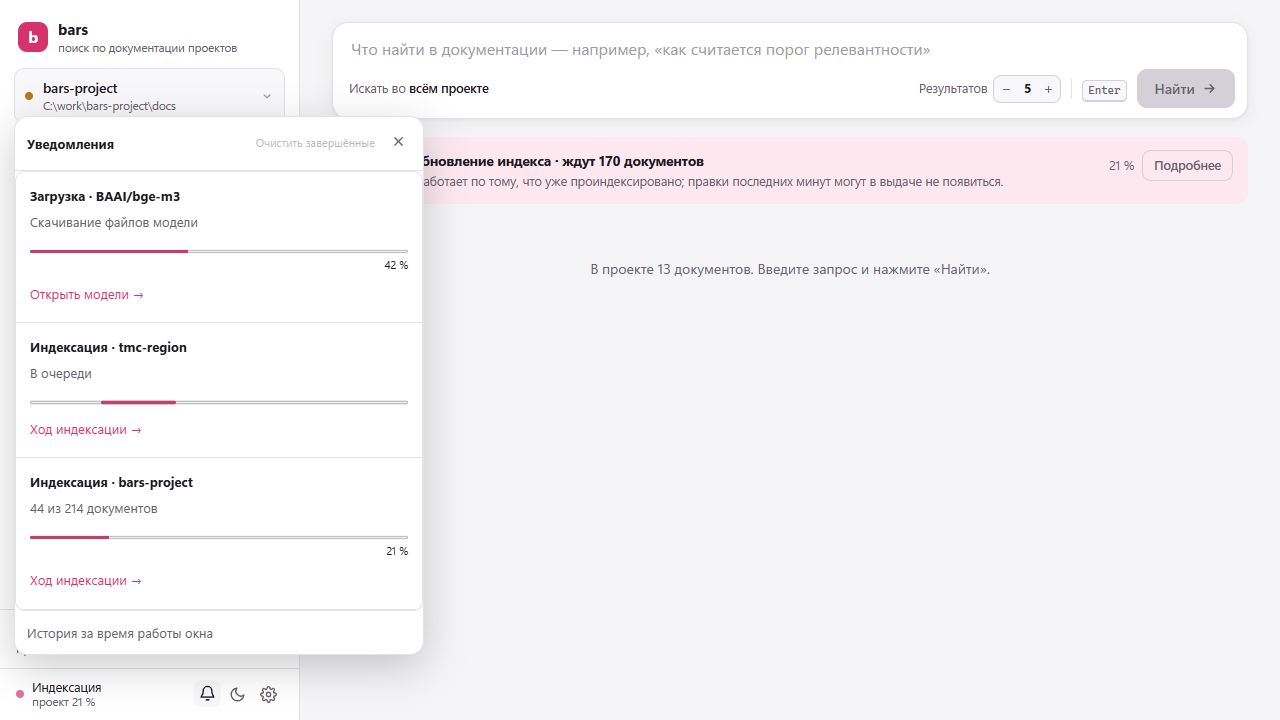 b
bars
поиск по документации проектов
bars-project
C:\work\bars-project\docs
Что найти в документации — например, «как считается порог релевантности»
Искать во всём проекте
Результатов − 5 +
Enter
Найти →
Уведомления
Очистить завершённые
Загрузка · BAAI/bge-m3
Скачивание файлов модели
42 %
Открыть модели →
Индексация · tmc-region
В очереди
Ход индексации →
Индексация · bars-project
44 из 214 документов
21 %
Ход индексации →
История за время работы окна
Индексация
проект 21 %
бновление индекса · ждут 170 документов
аботает по тому, что уже проиндексировано; правки последних минут могут в выдаче не появиться.
21 %
Подробнее
В проекте 13 документов. Введите запрос и нажмите «Найти».